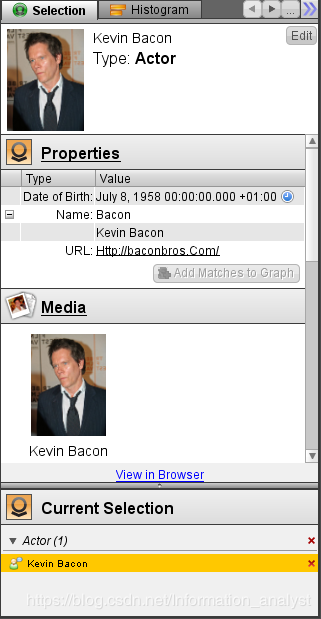 Selection
Histogram
...
Kevin Bacon
Edit
Type: Actor
Properties
Type Value
Date of Birth: July 8, 1958 00:00:00.000 +01:00
Name: Bacon
Kevin Bacon
URL: Http://baconbros.Com/
Add Matches to Graph
Media
Kevin Bacon
View in Browser
Current Selection
Actor (1)
Kevin Bacon
https://blog.csdn.net/Information_analyst